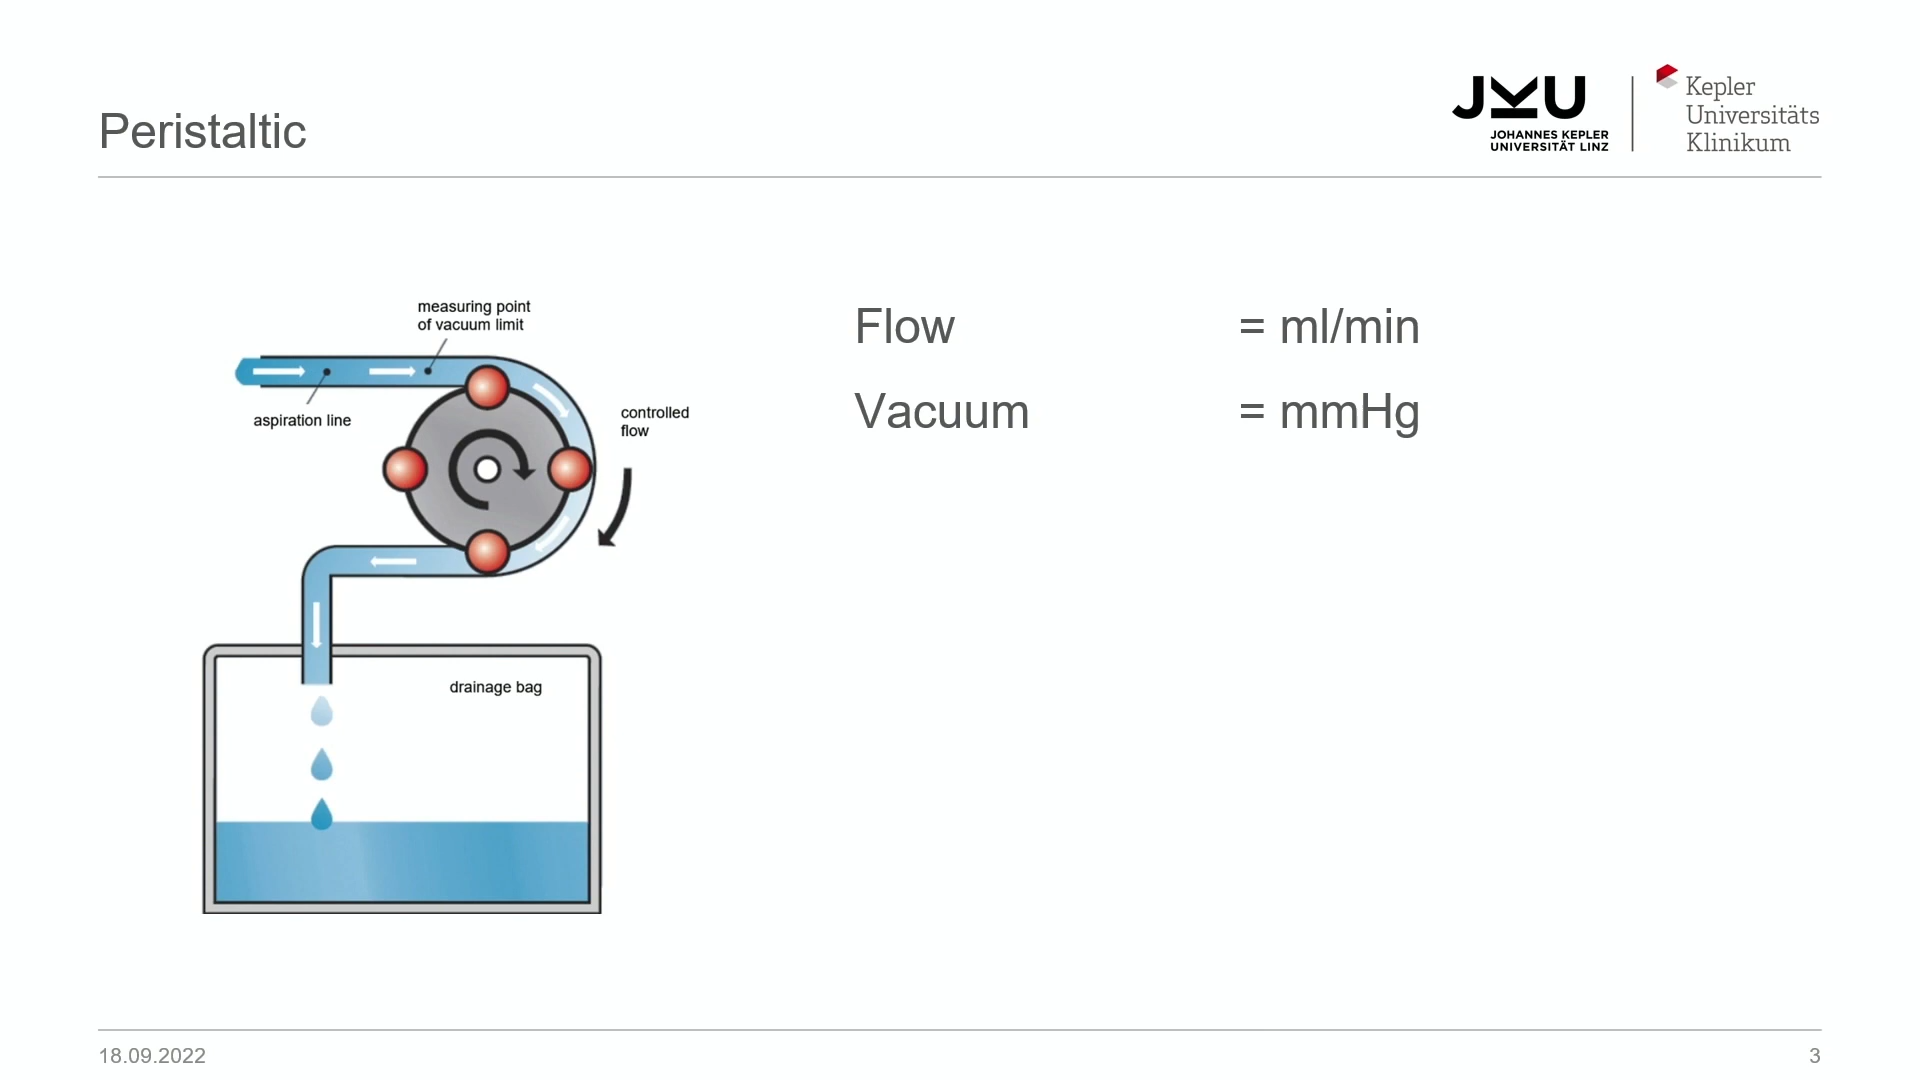 Peristaltic
JKU
JOHANNES KEPLER
UNIVERSITÄT LINZ
Kepler
Universitäts
Klinikum
measuring point
of vacuum limit
aspiration line
controlled
flow
drainage bag
Flow = ml/min
Vacuum = mmHg
18.09.2022
3